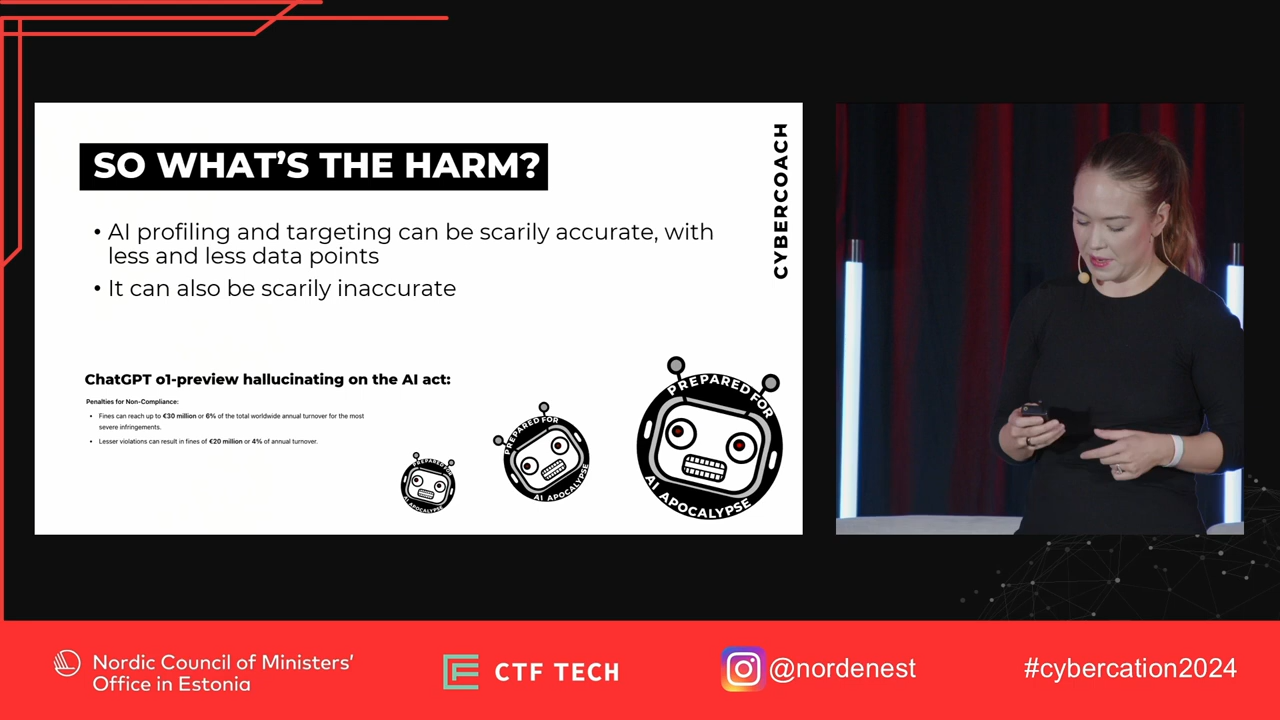 SO WHAT'S THE HARM?
CYBERCOACH
• AI profiling and targeting can be scarily accurate, with
less and less data points
• It can also be scarily inaccurate
ChatGPT o1-preview hallucinating on the AI act:
Penalties for Non-Compliance:
• Fines can reach up to €30 million or 6% of the total worldwide annual turnover for the most
severe infringements.
• Lesser violations can result in fines of €20 million or 4% of annual turnover.
PREPARED FOR
AI APOCALYPSE
PREPARED FOR
AI APOCALYPSE
PREPARED FOR
AI APOCALYPSE
Nordic Council of Ministers'
Office in Estonia
CTF TECH
@nordenest
#cybercation2024